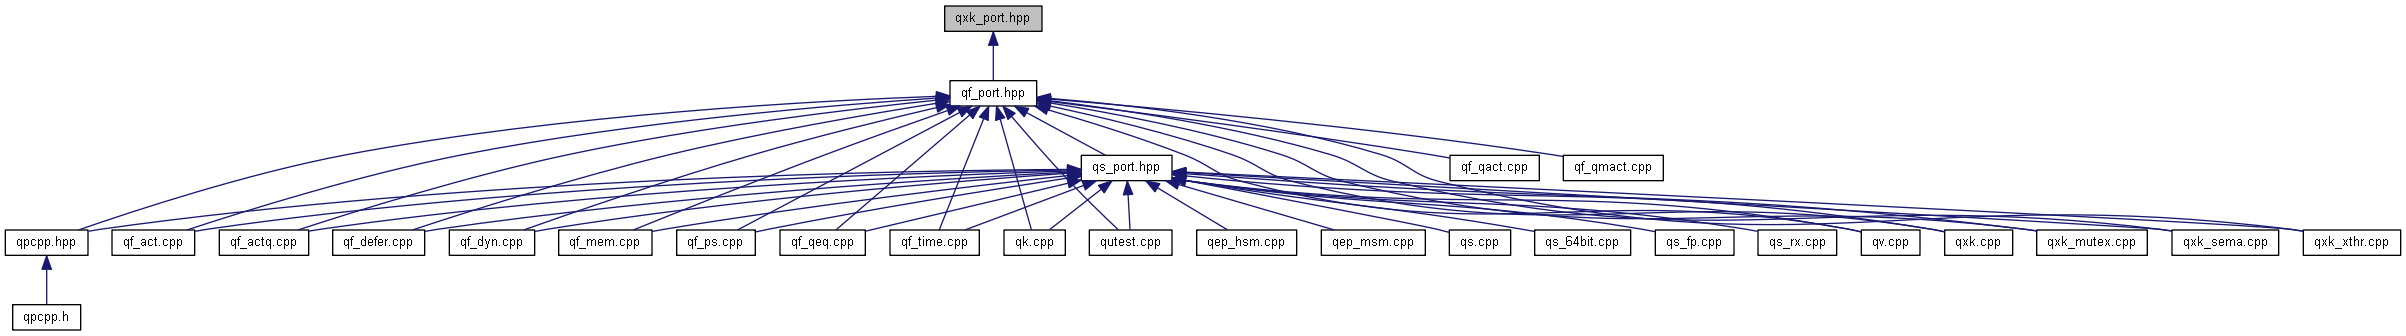 qxk_port.hpp
qf_port.hpp
qs_port.hpp
qf_qact.cpp
qf_qmact.cpp
qpcpp.hpp
qf_act.cpp
qf_actq.cpp
qf_defer.cpp
qf_dyn.cpp
qf_mem.cpp
qf_ps.cpp
qf_qeq.cpp
qf_time.cpp
qk.cpp
qutest.cpp
qep_hsm.cpp
qep_msm.cpp
qs.cpp
qs_64bit.cpp
qs_fp.cpp
qs_rx.cpp
qv.cpp
qxk.cpp
qxk_mutex.cpp
qxk_sema.cpp
qxk_xthr.cpp
qpcpp.h